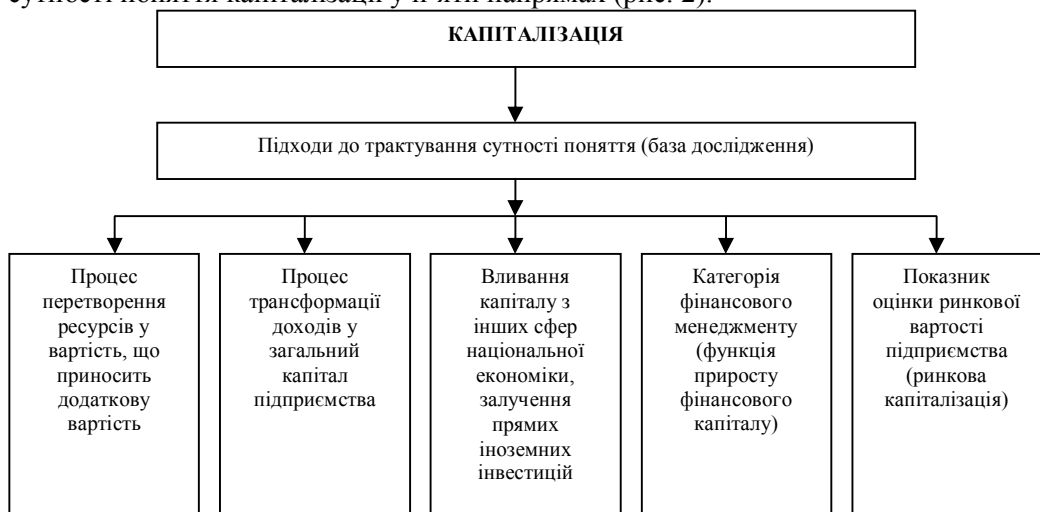 сутності поняття капіталізації у п'яти напрямах (рис. 2).
КАПІТАЛІЗАЦІЯ
Підходи до трактування сутності поняття (база дослідження)
Процес
перетворення
ресурсів у
вартість, що
приносить
додаткову
вартість
Процес
трансформації
доходів у
загальний
капітал
підприємства
Вливання
капіталу з
інших сфер
національної
економіки,
залучення
прямих
іноземних
інвестицій
Категорія
фінансового
менеджменту
(функція
приросту
фінансового
капіталу)
Показник
оцінки ринкової
вартості
підприємства
(ринкова
капіталізація)